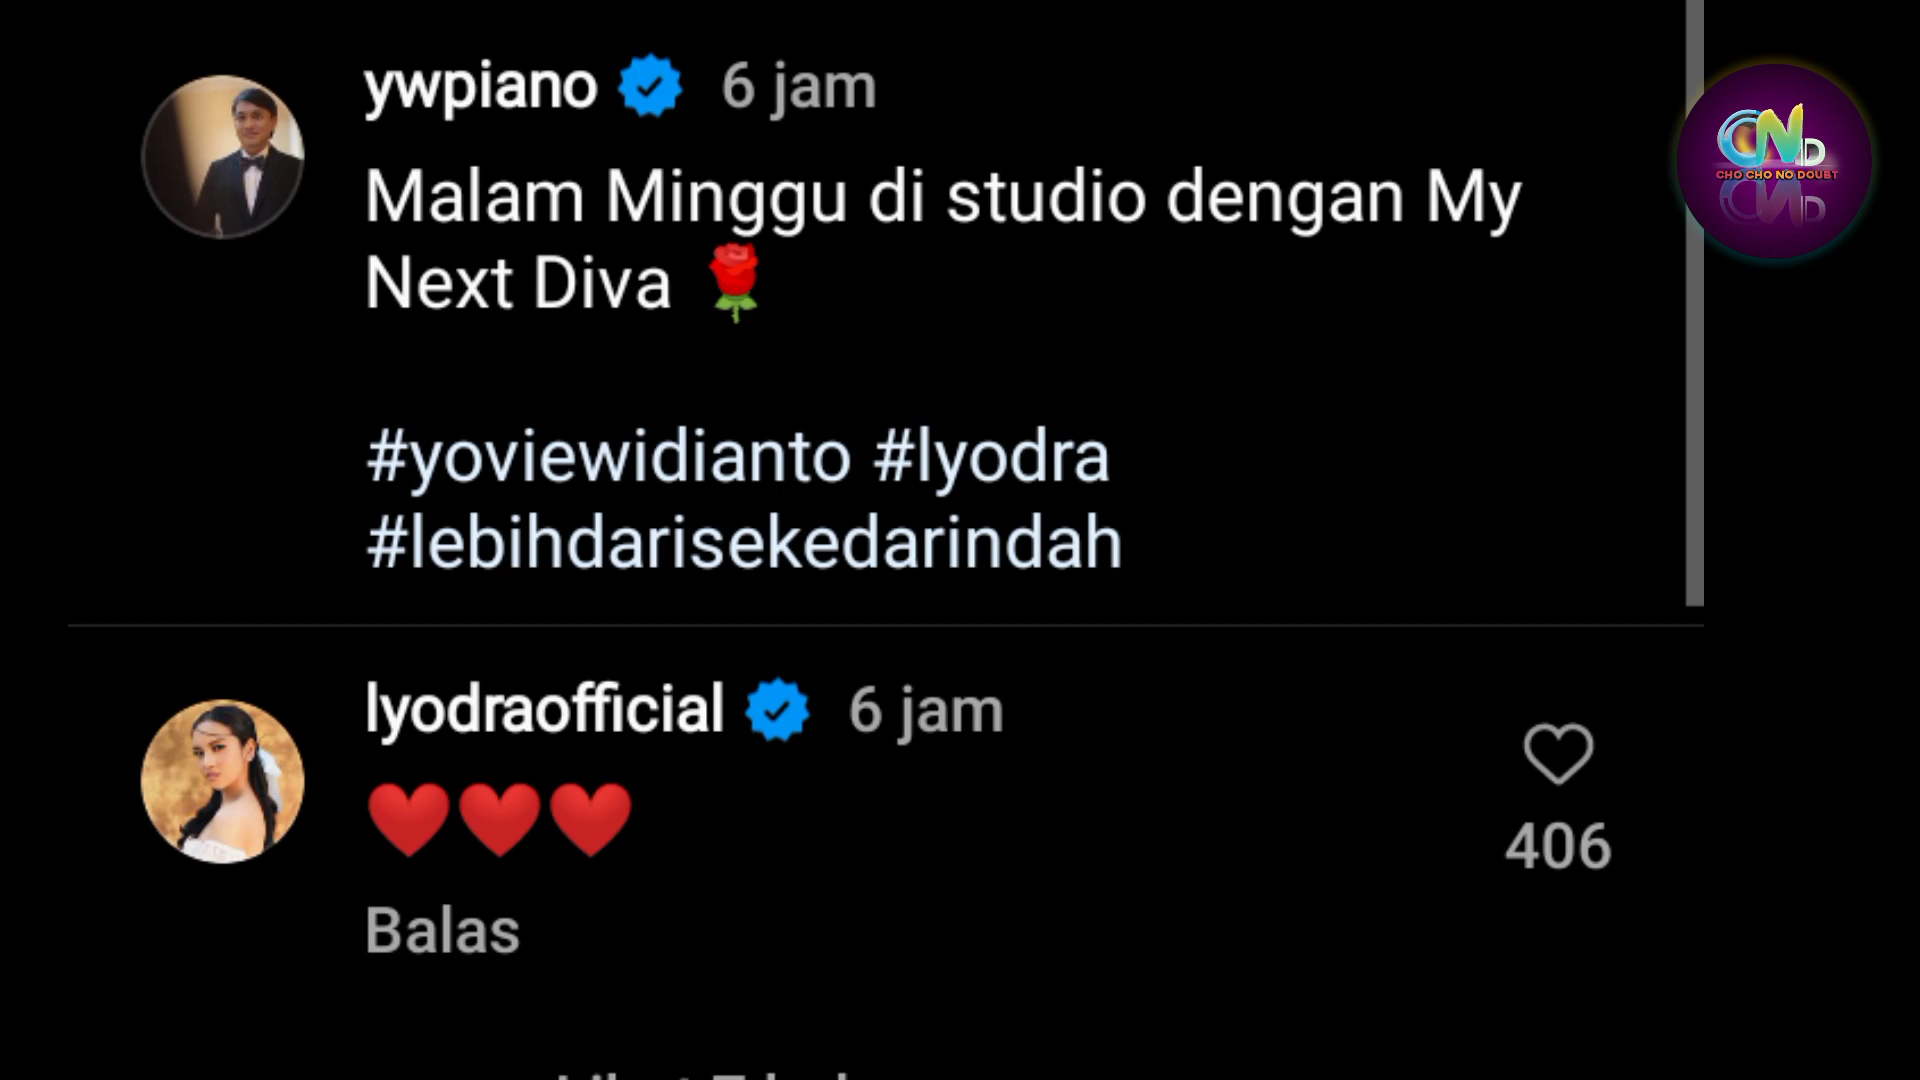 ywpiano 6 jam
Malam Minggu di studio dengan My
Next Diva 🌹
#yoviewidianto #lyodra
#lebihdarisekedarindah
lyodraofficial 6 jam
❤️❤️❤️
406
Balas
CND
CHO CHO NO DOUBT